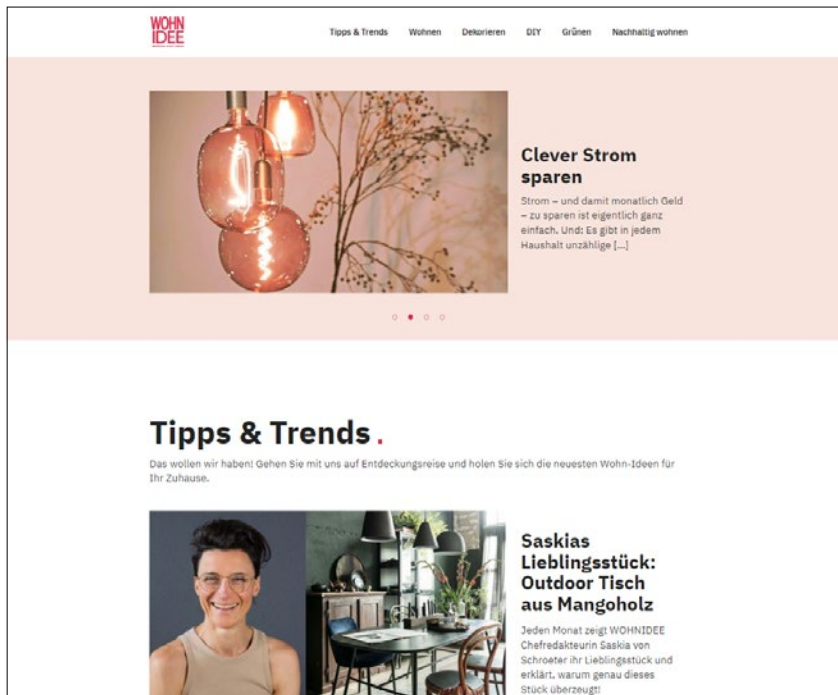 WOHN
IDEE
Tipps & Trends Wohnen Dekorieren DIY Grünen Nachhaltig wohnen
Clever Strom
sparen
Strom – und damit monatlich Geld
– zu sparen ist eigentlich ganz
einfach. Und: Es gibt in jedem
Haushalt unzählige [...]
Tipps & Trends.
Das wollen wir haben! Gehen Sie mit uns auf Entdeckungsreise und holen Sie sich die neuesten Wohn-Ideen für
Ihr Zuhause.
Saskias
Lieblingsstück:
Outdoor Tisch
aus Mangoholz
Jeden Monat zeigt WOHNIDEE
Chefredakteurin Saskia von
Schroeter ihr Lieblingsstück und
erklärt, warum genau dieses
Stück überzeugt!